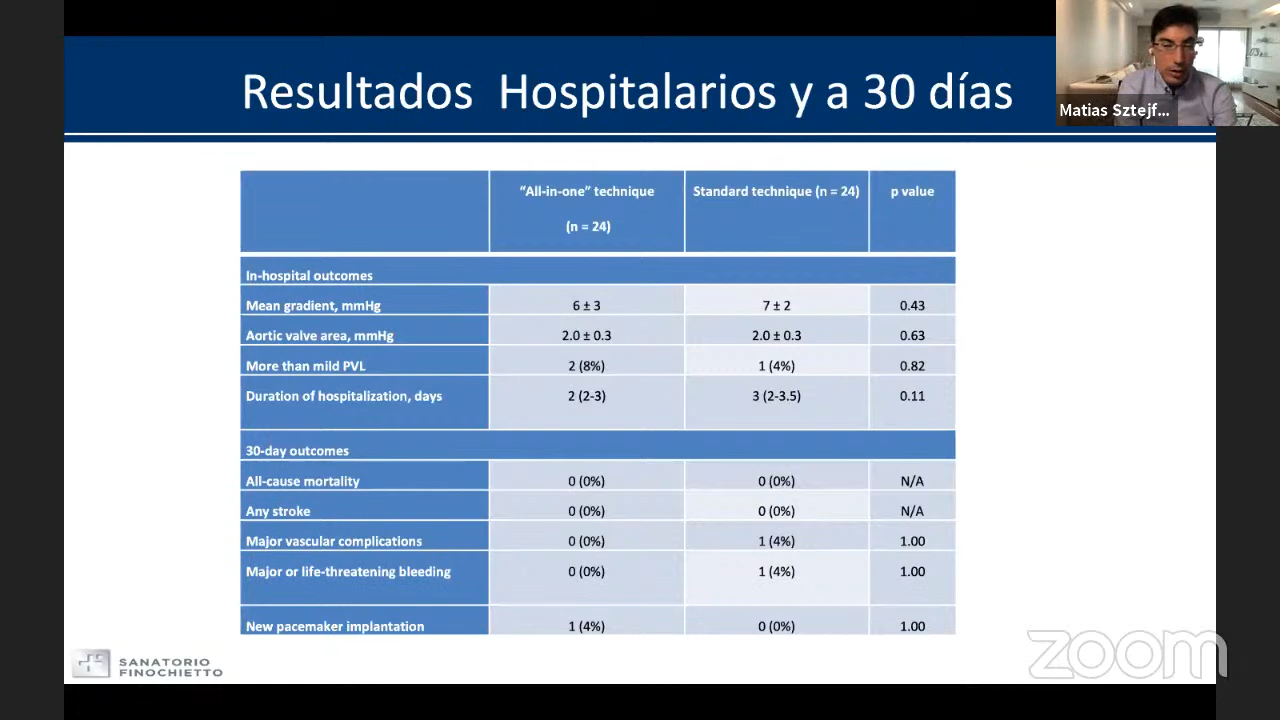 Resultados Hospitalarios y a 30 días
Matias Sztejf...
“All-in-one” technique
(n = 24)
Standard technique (n = 24)
p value
In-hospital outcomes
Mean gradient, mmHg 6 ± 3 7 ± 2 0.43
Aortic valve area, mmHg 2.0 ± 0.3 2.0 ± 0.3 0.63
More than mild PVL 2 (8%) 1 (4%) 0.82
Duration of hospitalization, days 2 (2-3) 3 (2-3.5) 0.11
30-day outcomes
All-cause mortality 0 (0%) 0 (0%) N/A
Any stroke 0 (0%) 0 (0%) N/A
Major vascular complications 0 (0%) 1 (4%) 1.00
Major or life-threatening bleeding 0 (0%) 1 (4%) 1.00
New pacemaker implantation 1 (4%) 0 (0%) 1.00
SANATORIO
FINOCHIETTO
zoom